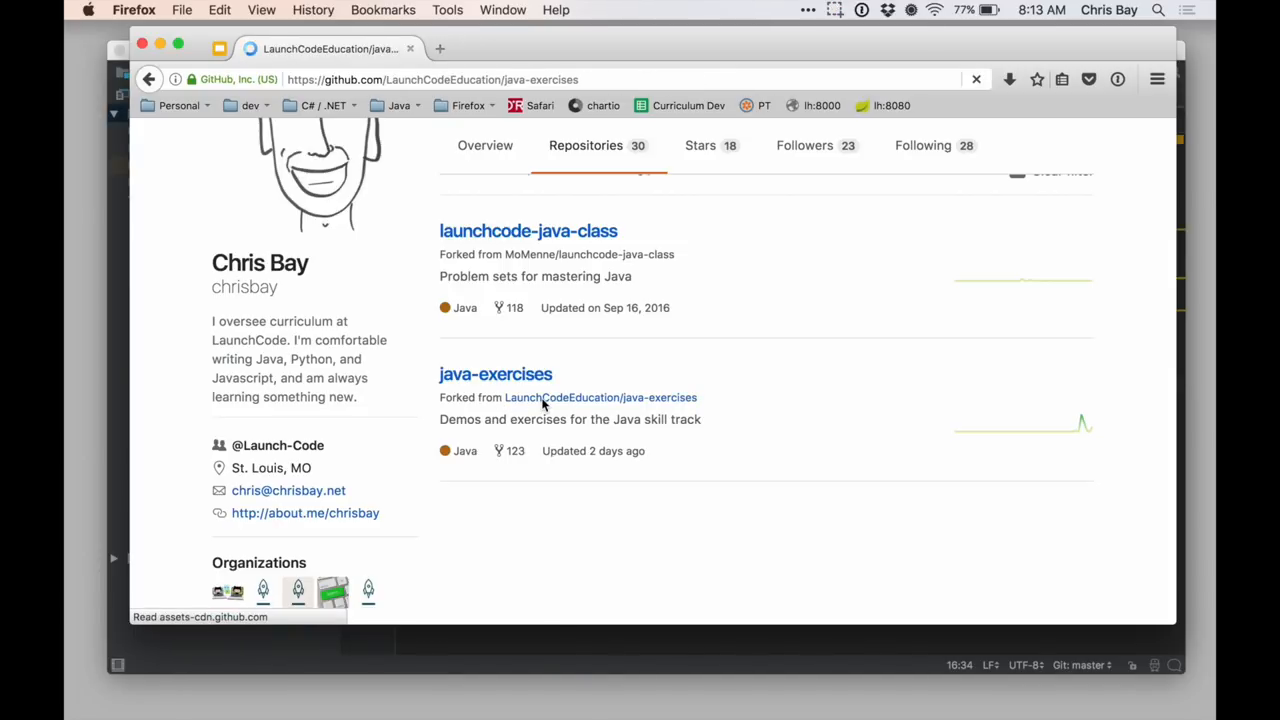 Firefox File Edit View History Bookmarks Tools Window Help 77% 8:13 AM Chris Bay
LaunchCodeEducation/java...
GitHub, Inc. (US) https://github.com/LaunchCodeEducation/java-exercises
Personal dev C# / .NET Java Firefox Safari chartio Curriculum Dev PT lh:8000 lh:8080
Overview Repositories 30 Stars 18 Followers 23 Following 28
launchcode-java-class
Forked from MoMenne/launchcode-java-class
Problem sets for mastering Java
Java 118 Updated on Sep 16, 2016
java-exercises
Forked from LaunchCodeEducation/java-exercises
Demos and exercises for the Java skill track
Java 123 Updated 2 days ago
Chris Bay
chrisbay
I oversee curriculum at
LaunchCode. I'm comfortable
writing Java, Python, and
Javascript, and am always
learning something new.
@Launch-Code
St. Louis, MO
chris@chrisbay.net
http://about.me/chrisbay
Organizations
Read assets-cdn.github.com
16:34 LF UTF-8 Git: master